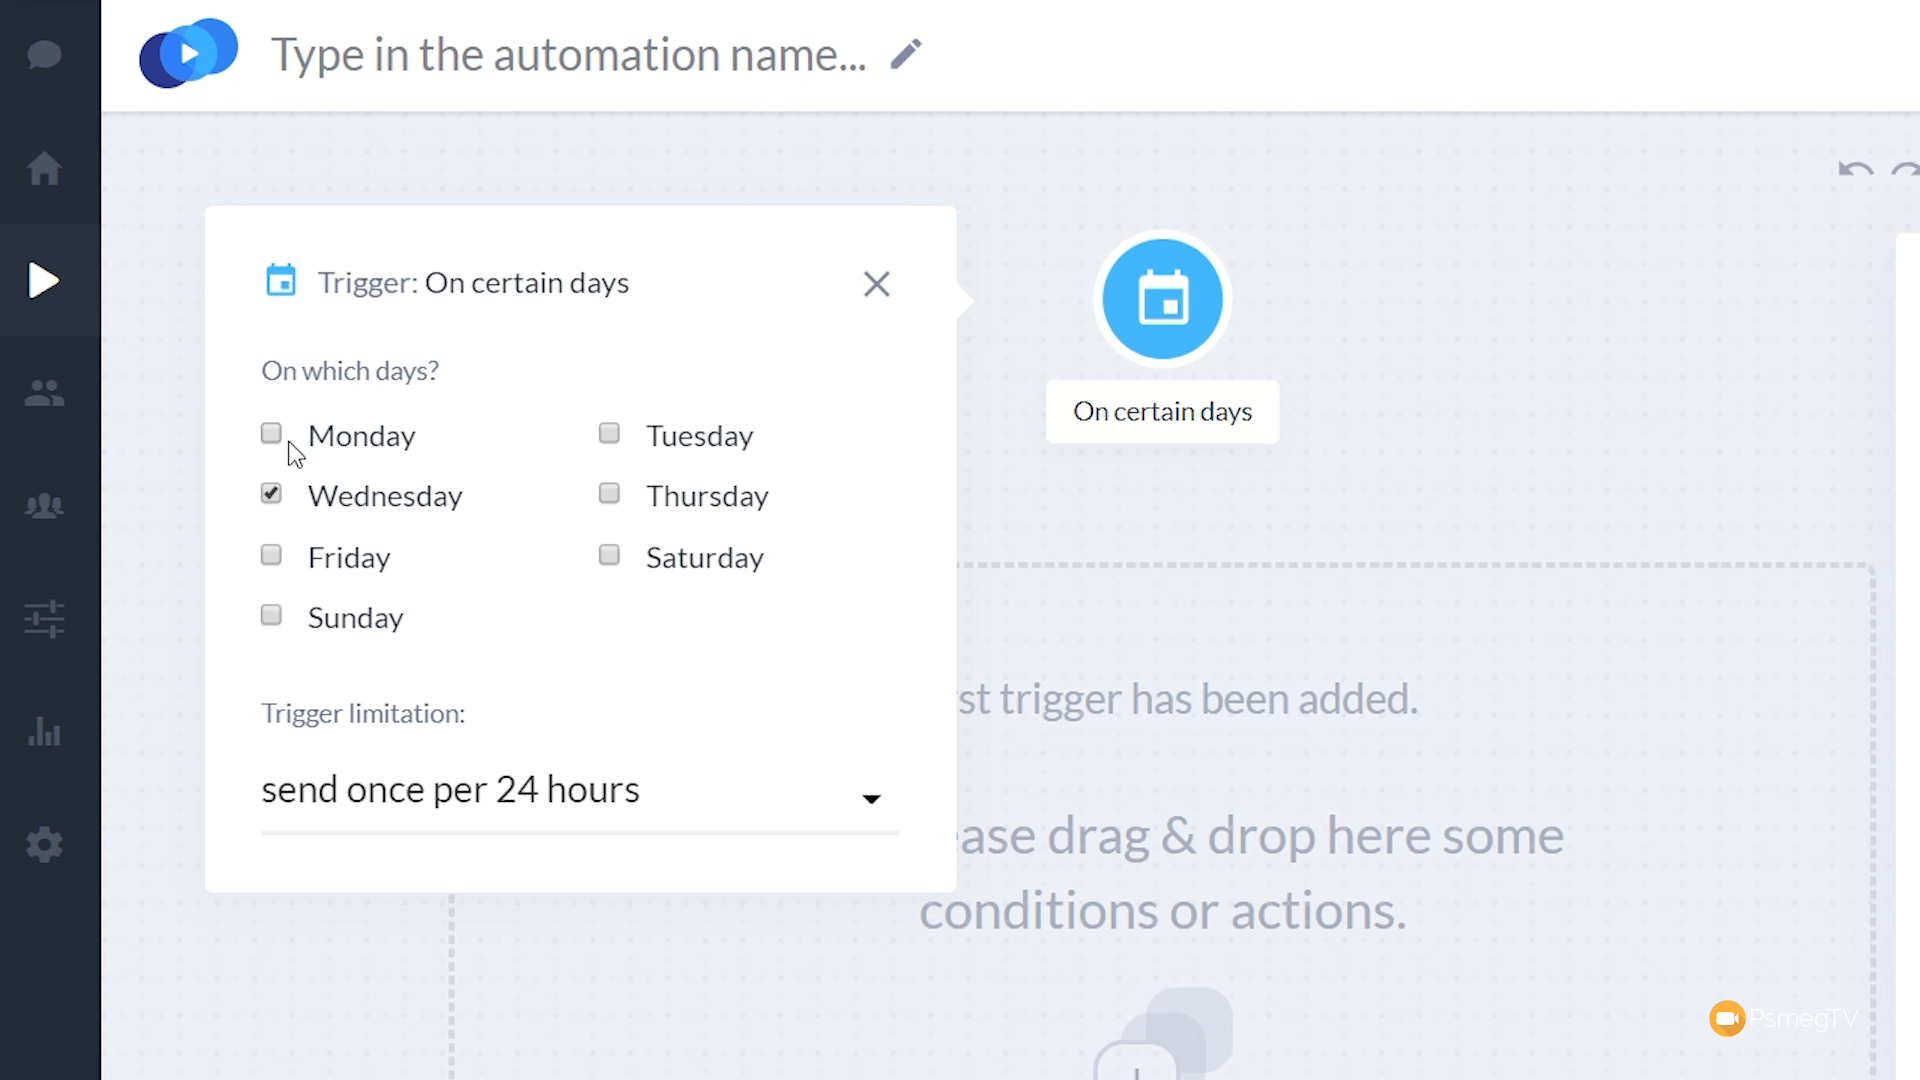 Type in the automation name...
Trigger: On certain days
On which days?
Monday
Tuesday
Wednesday
Thursday
Friday
Saturday
Sunday
Trigger limitation:
send once per 24 hours
On certain days
trigger has been added.
drag & drop here some
conditions or actions.
PsmegTV